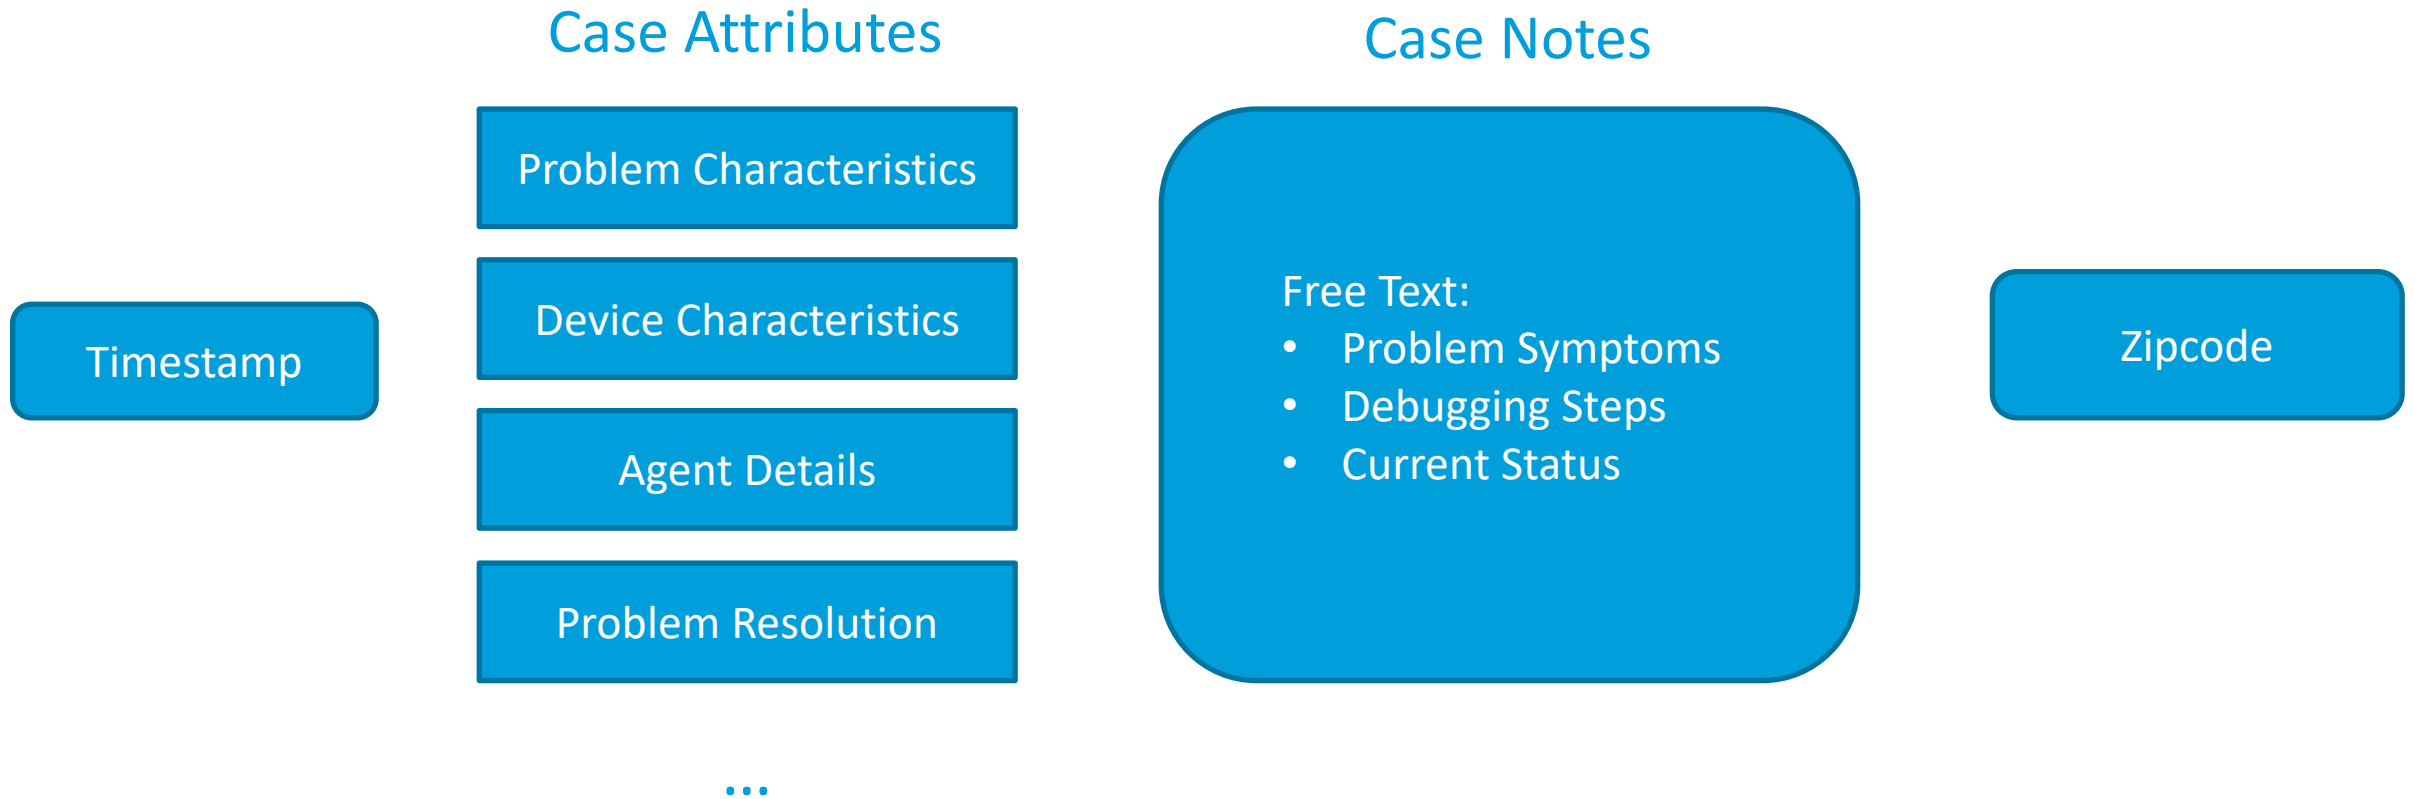 Case Attributes
Case Notes
Timestamp
Problem Characteristics
Device Characteristics
Agent Details
Problem Resolution
...
Free Text:
• Problem Symptoms
• Debugging Steps
• Current Status
Zipcode